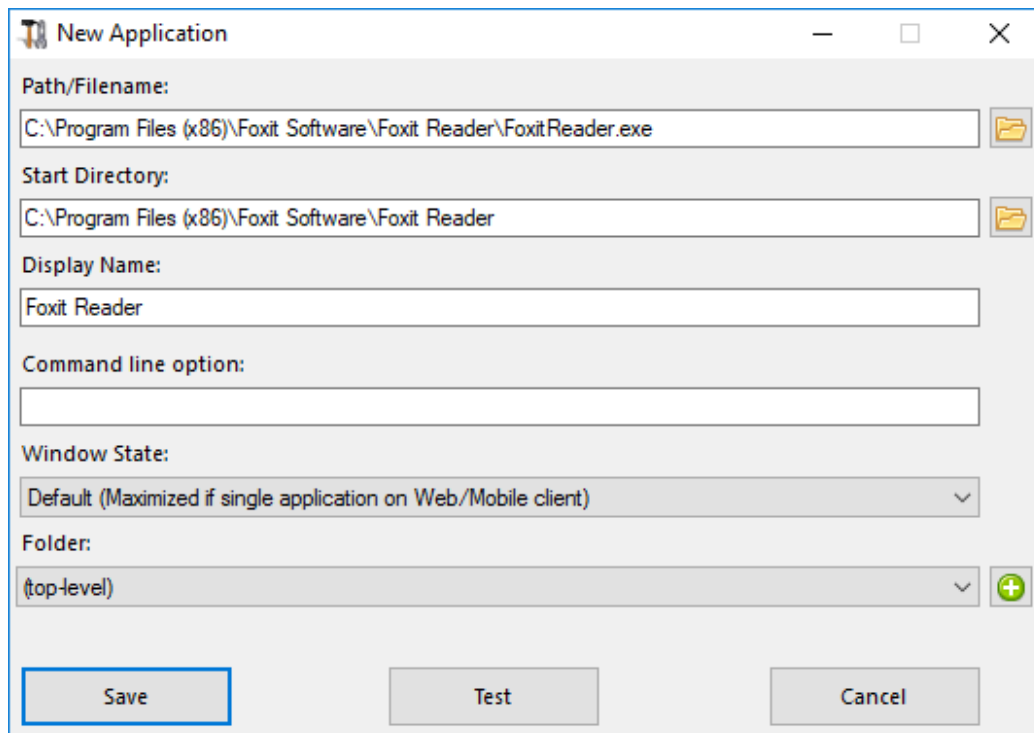 New Application
Path/Filename:
C:\Program Files (x86)\Foxit Software\Foxit Reader\FoxitReader.exe
Start Directory:
C:\Program Files (x86)\Foxit Software\Foxit Reader
Display Name:
Foxit Reader
Command line option:
Window State:
Default (Maximized if single application on Web/Mobile client)
Folder:
(top-level)
Save Test Cancel